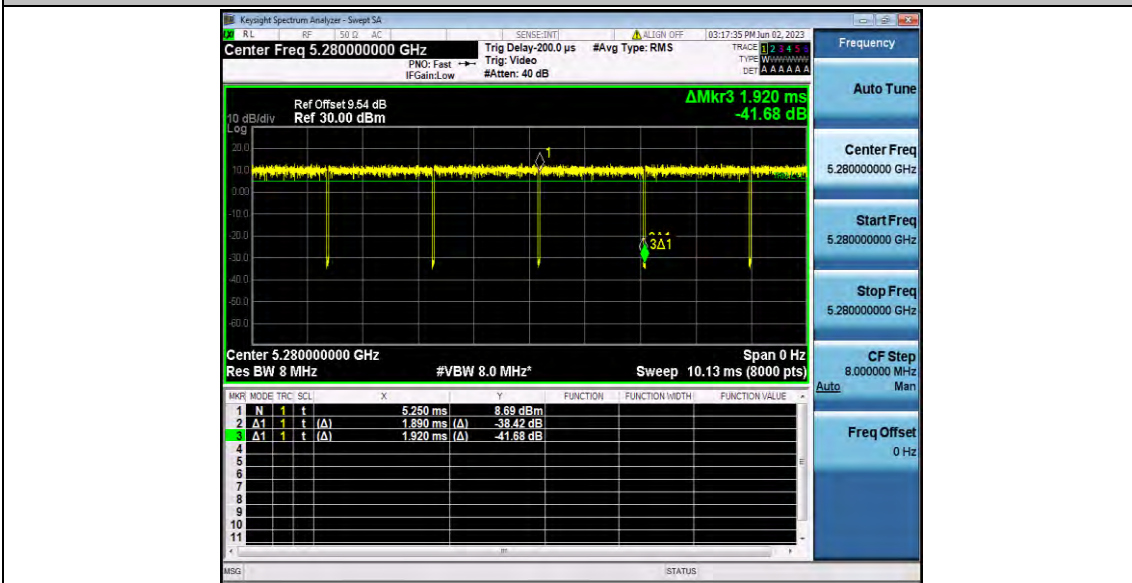 Keysight Spectrum Analyzer - Swept SA
RL RF 50 Ω AC SENSE:INT ALIGN OFF 03:17:35 PM Jun 02, 2023
Center Freq 5.280000000 GHz
PNO: Fast
IFGain:Low
Trig Delay-200.0 µs
Trig: Video
#Atten: 40 dB
#Avg Type: RMS
TRACE 1 2 3 4 5 6
TYPE
DET A A A A A A
Frequency
ΔMkr3 1.920 ms
-41.68 dB
Ref Offset 9.54 dB
Ref 30.00 dBm
10 dB/div
Log
20.0
10.0
0.00
-10.0
-20.0
-30.0
-40.0
-50.0
-60.0
1
3Δ1
Center 5.280000000 GHz
Span 0 Hz
Res BW 8 MHz
#VBW 8.0 MHz*
Sweep 10.13 ms (8000 pts)
MKR MODE TRC SCL X Y FUNCTION FUNCTION WIDTH FUNCTION VALUE
1 N 1 t 5.250 ms 8.69 dBm
2 Δ1 1 t (Δ) 1.890 ms (Δ) -38.42 dB
3 Δ1 1 t (Δ) 1.920 ms (Δ) -41.68 dB
4
5
6
7
8
9
10
11
MSG
STATUS
Auto Tune
Center Freq
5.280000000 GHz
Start Freq
5.280000000 GHz
Stop Freq
5.280000000 GHz
CF Step
8.000000 MHz
Auto Man
Freq Offset
0 Hz